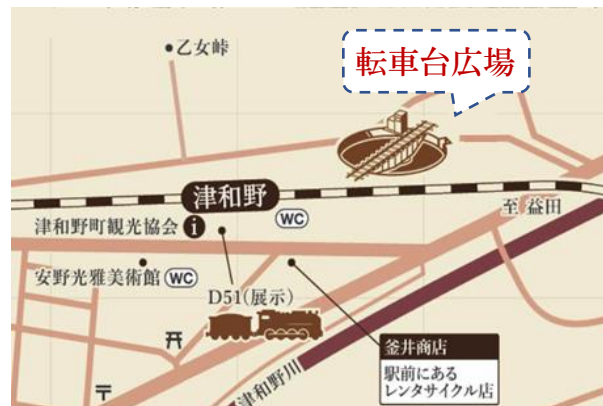 乙女峠
転車台広場
津和野
WC
至 益田
津和野町観光協会
i
安野光雅美術館
WC
D51(展示)
釜井商店
駅前にある
レンタサイクル店
津和野川